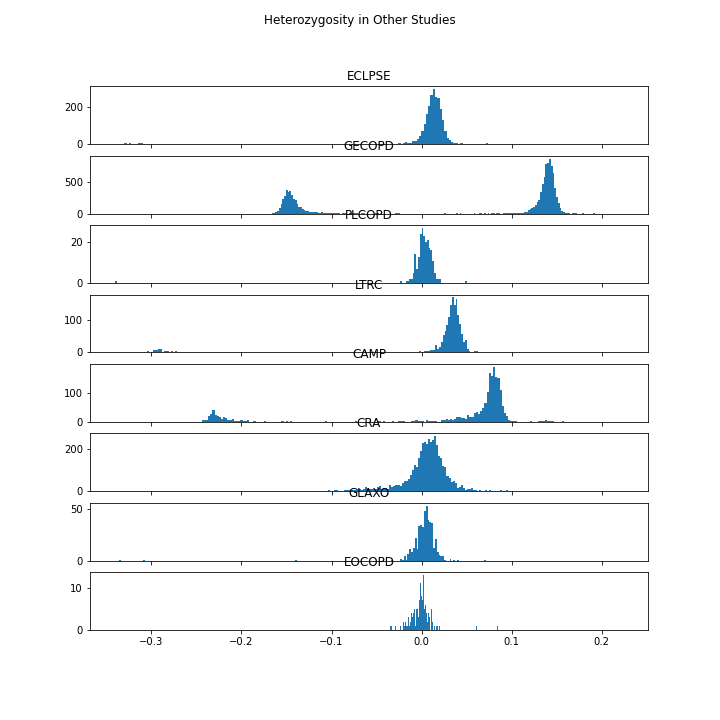 Heterozygosity in Other Studies
ECLPSE
200
0
GECOPD
500
0
PLCOPD
20
0
LTRC
100
0
CAMP
100
0
CRA
200
0
GLAXO
50
0
EOCOPD
10
0
−0.3 −0.2 −0.1 0.0 0.1 0.2